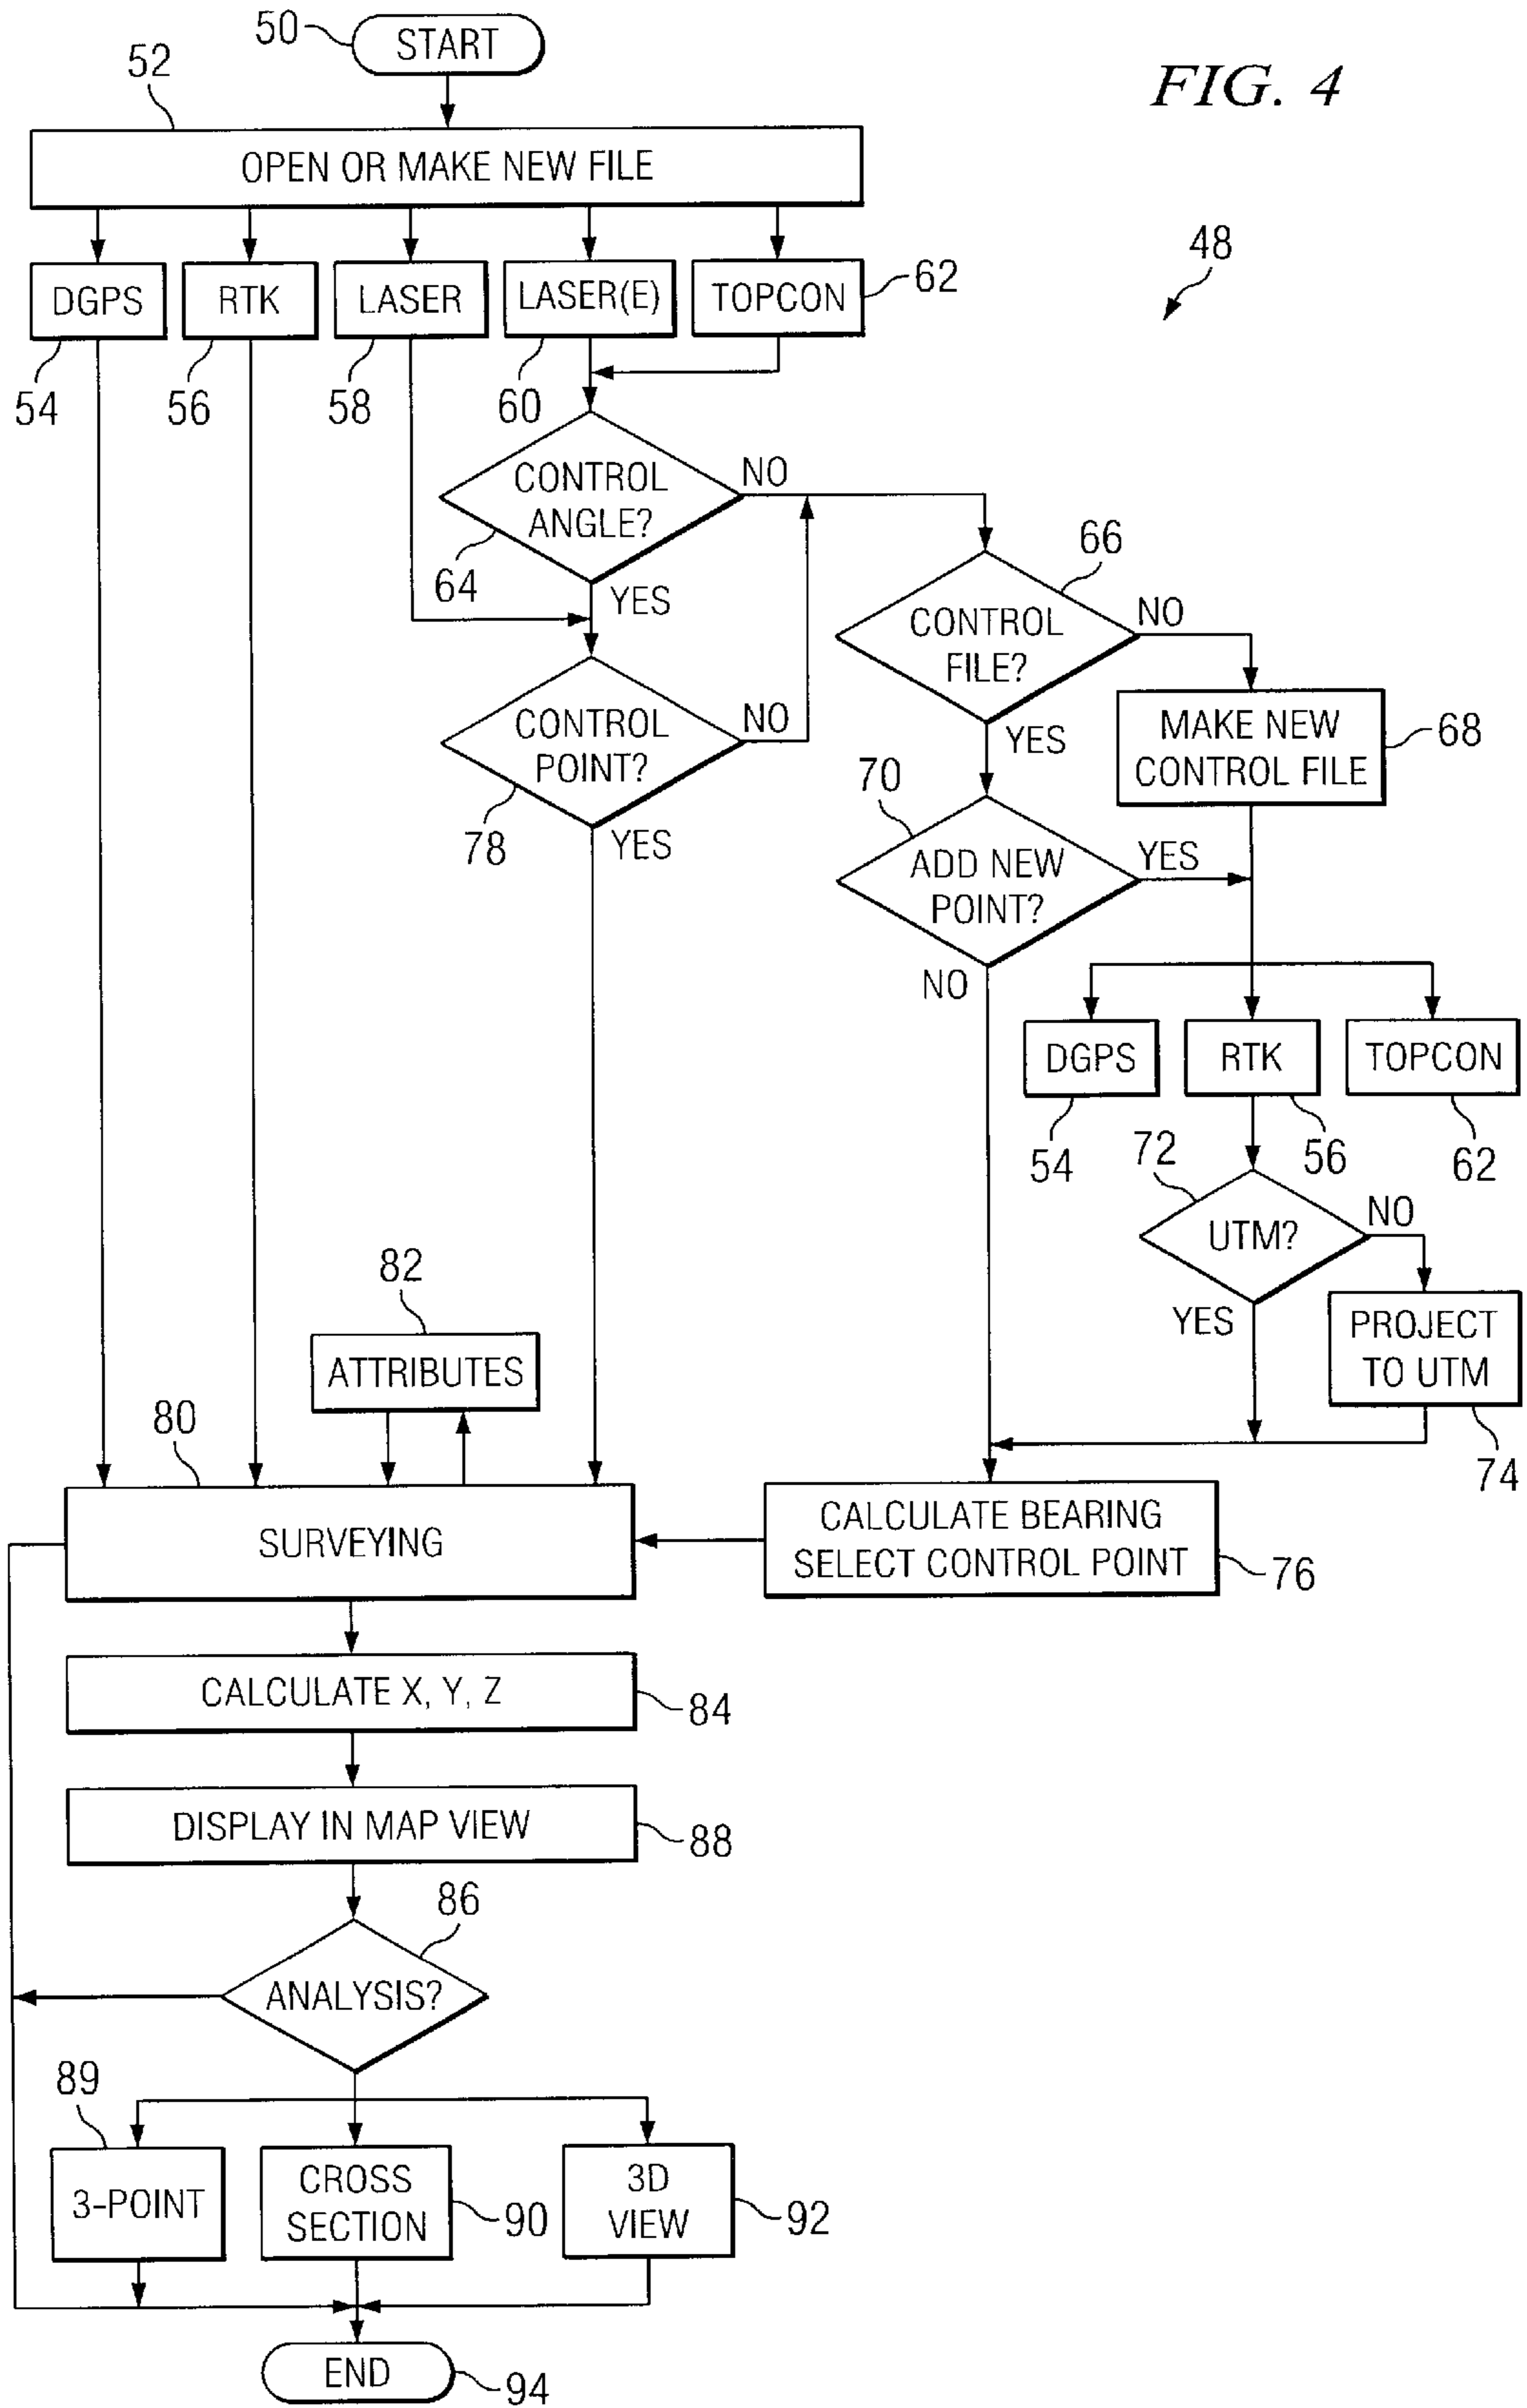 FIG. 4
50
START
52
OPEN OR MAKE NEW FILE
48
DGPS
RTK
LASER
LASER(E)
TOPCON
62
54
56
58
60
CONTROL
ANGLE?
NO
64
YES
66
CONTROL
FILE?
NO
YES
MAKE NEW
CONTROL FILE
68
CONTROL
POINT?
NO
78
YES
70
ADD NEW
POINT?
YES
NO
DGPS
RTK
TOPCON
54
56
62
72
UTM?
NO
YES
PROJECT
TO UTM
74
82
ATTRIBUTES
80
SURVEYING
CALCULATE BEARING
SELECT CONTROL POINT
76
CALCULATE X, Y, Z
84
DISPLAY IN MAP VIEW
88
86
ANALYSIS?
89
3-POINT
CROSS
SECTION
90
3D
VIEW
92
END
94